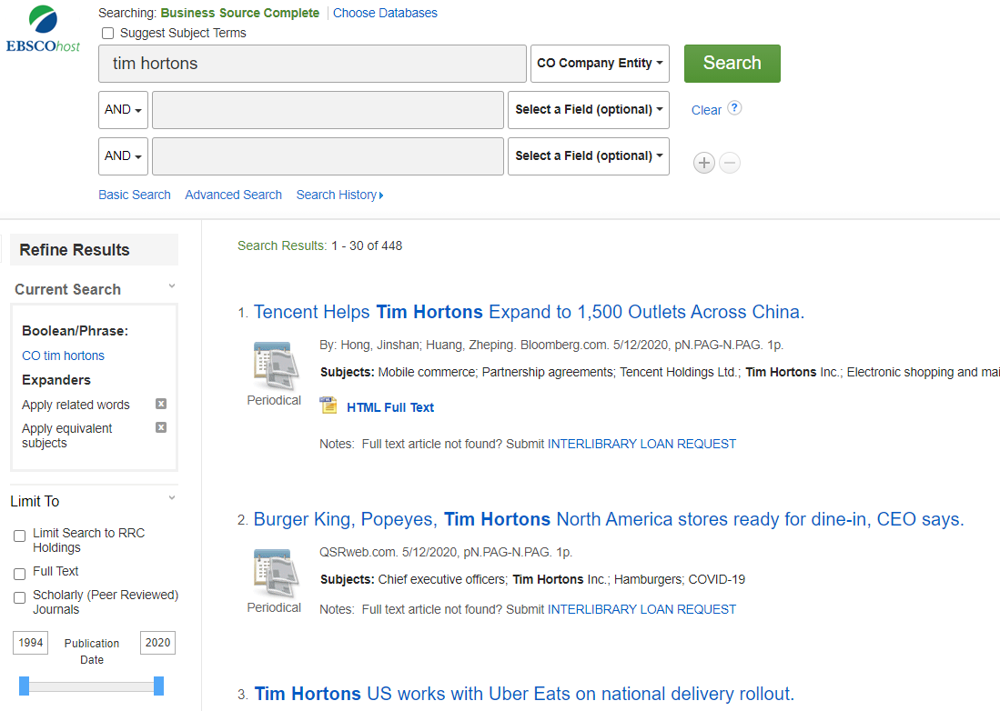 EBSCOhost
Searching: Business Source Complete Choose Databases
Suggest Subject Terms
tim hortons CO Company Entity Search
AND Select a Field (optional) Clear ?
AND Select a Field (optional)
Basic Search Advanced Search Search History
Refine Results
Current Search
Boolean/Phrase:
CO tim hortons
Expanders
Apply related words
Apply equivalent
subjects
Limit To
Limit Search to RRC
Holdings
Full Text
Scholarly (Peer Reviewed)
Journals
1994 Publication 2020
Date
Search Results: 1 - 30 of 448
1. Tencent Helps Tim Hortons Expand to 1,500 Outlets Across China.
By: Hong, Jinshan; Huang, Zheping. Bloomberg.com. 5/12/2020, pN.PAG-N.PAG. 1p.
Subjects: Mobile commerce; Partnership agreements; Tencent Holdings Ltd.; Tim Hortons Inc.; Electronic shopping and mai
Periodical
HTML Full Text
Notes: Full text article not found? Submit INTERLIBRARY LOAN REQUEST
2. Burger King, Popeyes, Tim Hortons North America stores ready for dine-in, CEO says.
QSRweb.com. 5/12/2020, pN.PAG-N.PAG. 1p.
Subjects: Chief executive officers; Tim Hortons Inc.; Hamburgers; COVID-19
Periodical
Notes: Full text article not found? Submit INTERLIBRARY LOAN REQUEST
3. Tim Hortons US works with Uber Eats on national delivery rollout.